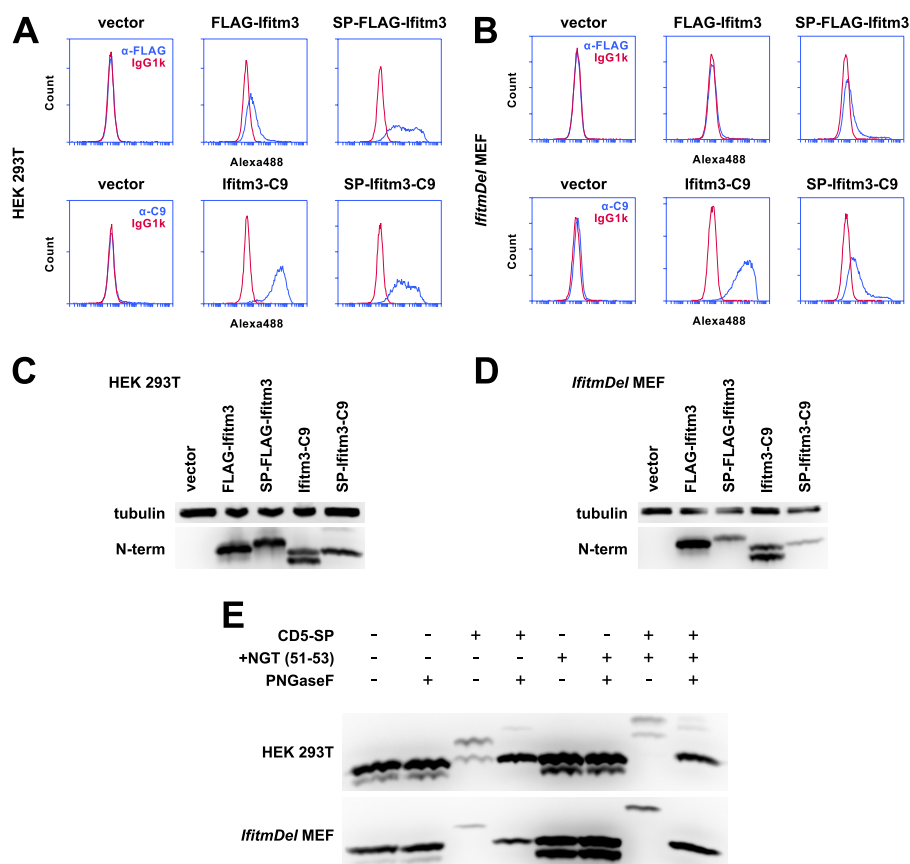 A
vector
FLAG-Ifitm3
SP-FLAG-Ifitm3
α-FLAG
IgG1k
Count
Alexa488
HEK 293T
vector
Ifitm3-C9
SP-Ifitm3-C9
α-C9
IgG1k
Count
Alexa488
B
vector
FLAG-Ifitm3
SP-FLAG-Ifitm3
α-FLAG
IgG1k
Count
Alexa488
IfitmDel MEF
vector
Ifitm3-C9
SP-Ifitm3-C9
α-C9
IgG1k
Count
Alexa488
C
HEK 293T
vector
FLAG-Ifitm3
SP-FLAG-Ifitm3
Ifitm3-C9
SP-Ifitm3-C9
tubulin
N-term
D
IfitmDel MEF
vector
FLAG-Ifitm3
SP-FLAG-Ifitm3
Ifitm3-C9
SP-Ifitm3-C9
tubulin
N-term
E
CD5-SP - - + + - - + +
+NGT (51-53) - - - - + + + +
PNGaseF - + - + - + - +
HEK 293T
IfitmDel MEF